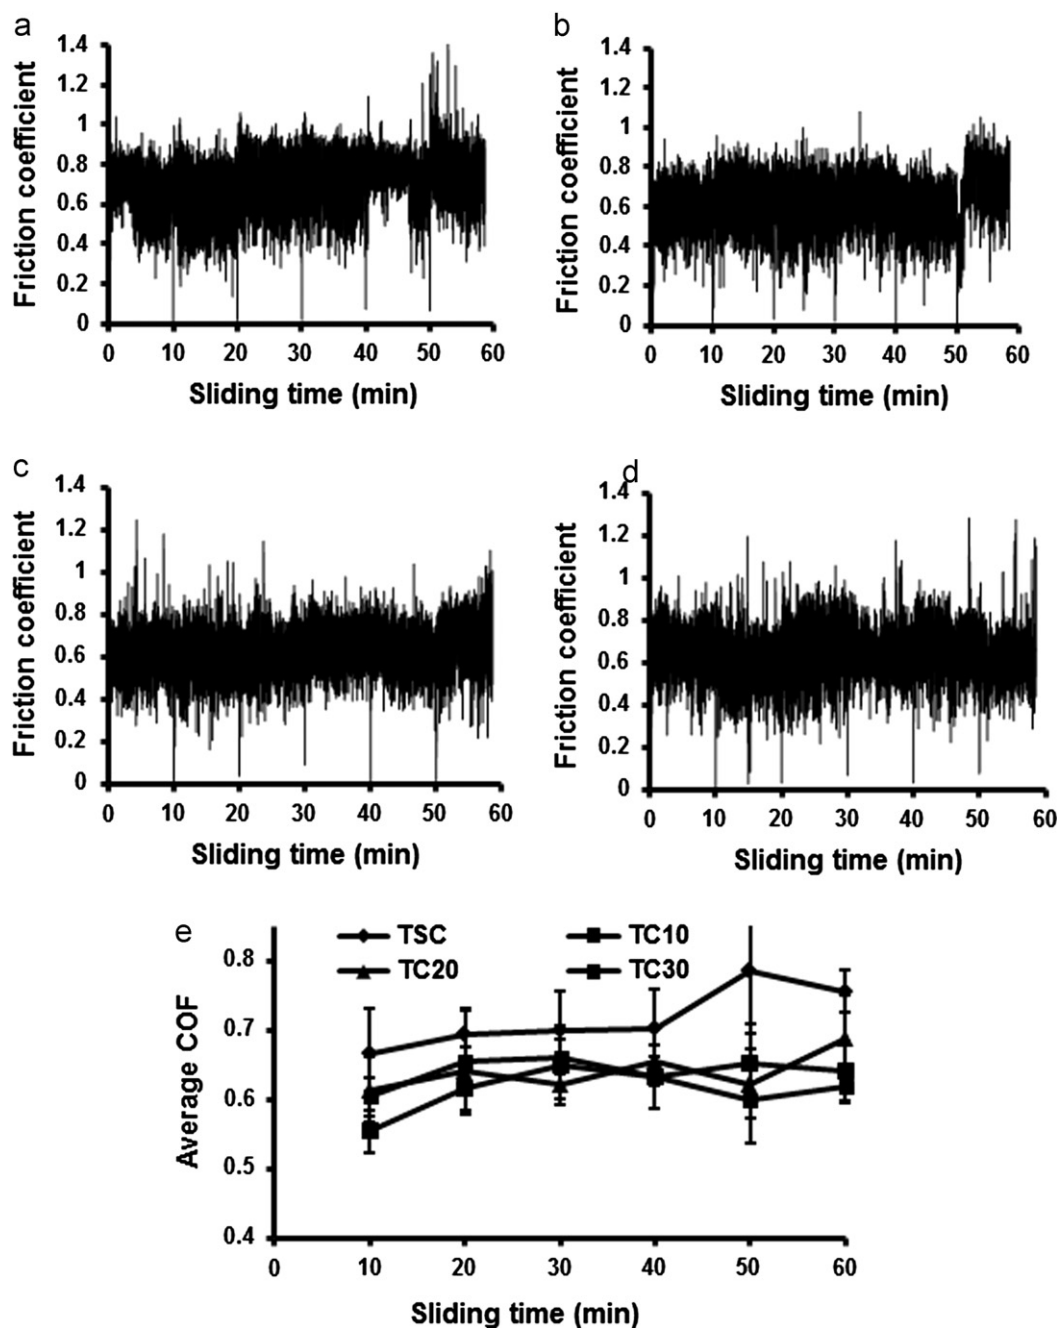 a
1.4
1.2
1
0.8
0.6
0.4
0.2
0
Friction coefficient
0 10 20 30 40 50 60
Sliding time (min)
b
1.4
1.2
1
0.8
0.6
0.4
0.2
0
Friction coefficient
0 10 20 30 40 50 60
Sliding time (min)
c
1.4
1.2
1
0.8
0.6
0.4
0.2
0
Friction coefficient
0 10 20 30 40 50 60
Sliding time (min)
d
1.4
1.2
1
0.8
0.6
0.4
0.2
0
Friction coefficient
0 10 20 30 40 50 60
Sliding time (min)
e
TSC TC10
TC20 TC30
0.8
0.7
0.6
0.5
0.4
Average COF
0 10 20 30 40 50 60
Sliding time (min)